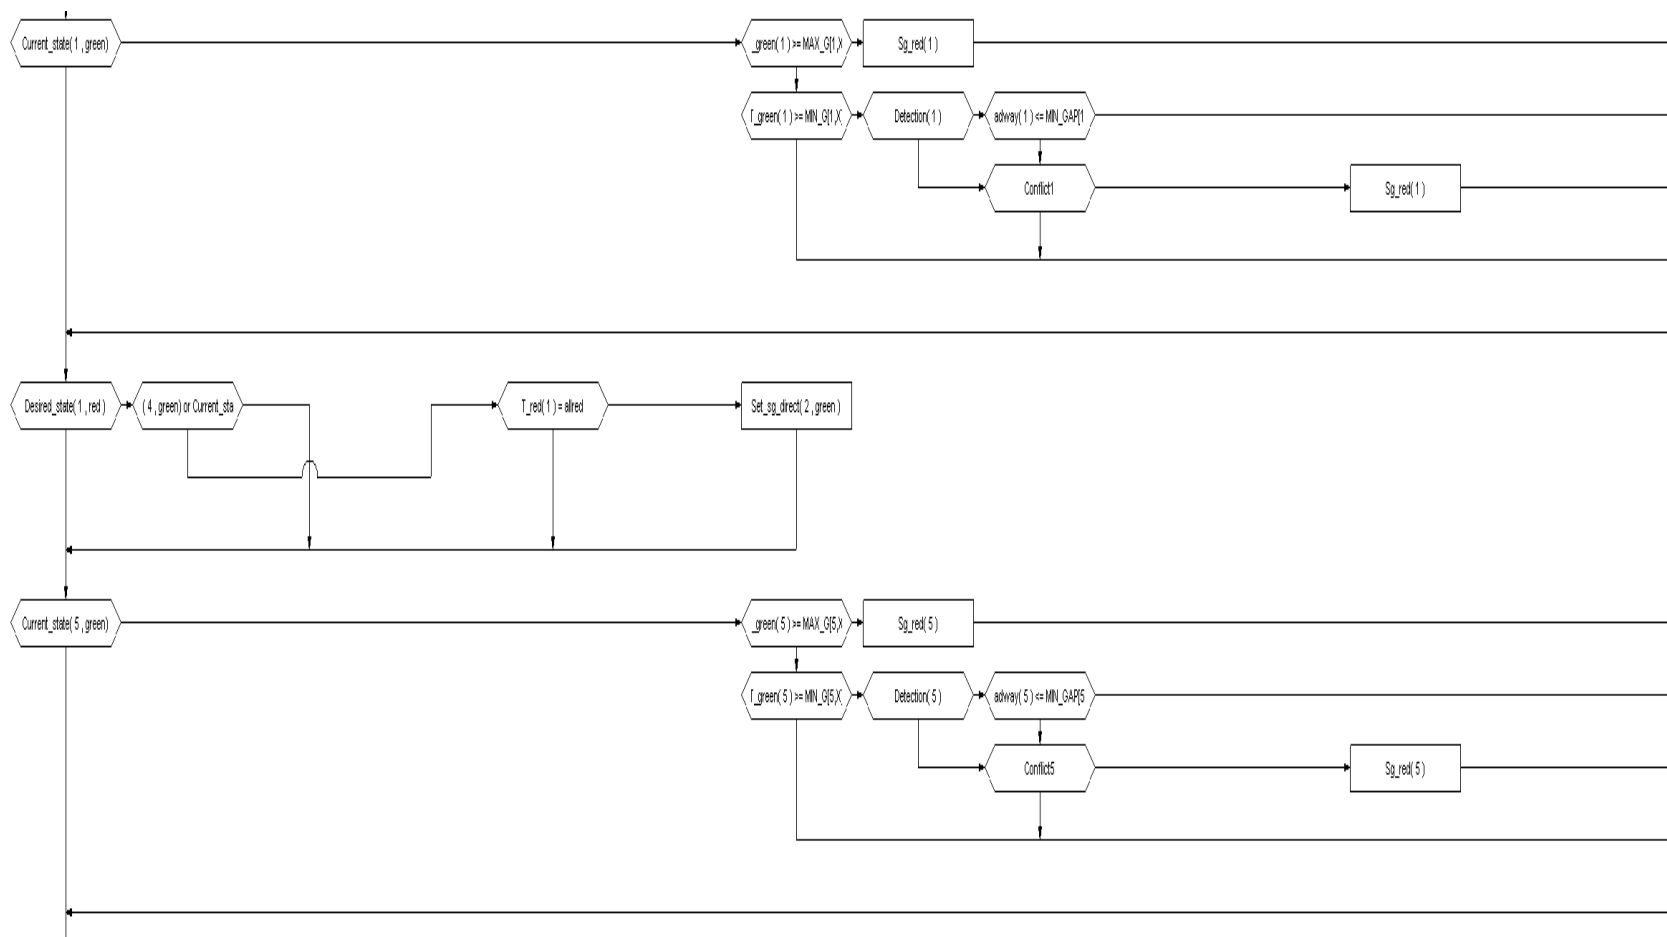 Current_state( 1 , green)
_green( 1 ) >= MAX_G[1,X
Sg_red( 1 )
T_green( 1 ) >= MIN_G[1,X]
Detection( 1 )
adway( 1 ) <= MIN_GAP[1
Conflict1
Sg_red( 1 )
Desired_state( 1 , red )
( 4 , green) or Current_sta
T_red( 1 ) = allred
Set_sg_direct( 2 , green )
Current_state( 5 , green)
_green( 5 ) >= MAX_G[5,X
Sg_red( 5 )
T_green( 5 ) >= MIN_G[5,X]
Detection( 5 )
adway( 5 ) <= MIN_GAP[5
Conflict5
Sg_red( 5 )